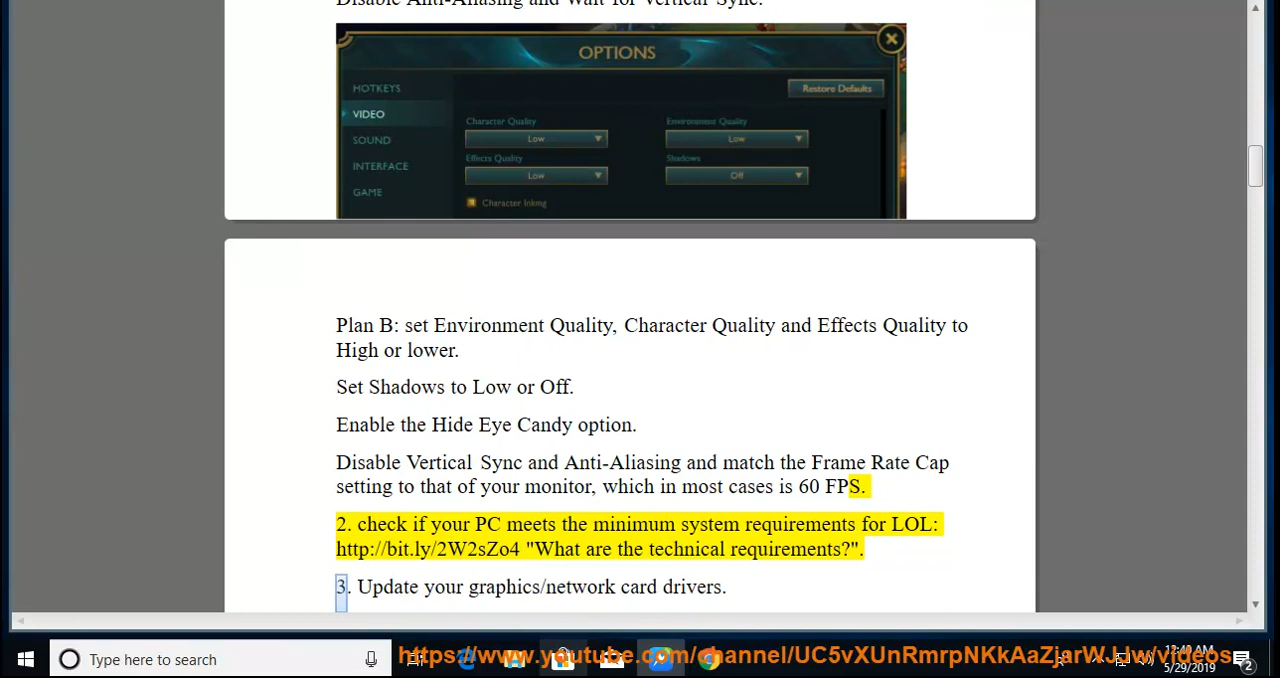 Disable Anti-Aliasing and Wait for Vertical Sync.
OPTIONS
HOTKEYS
Restore Defaults
VIDEO
Character Quality
Environment Quality
Low
Low
SOUND
Effects Quality
Shadows
INTERFACE
Low
Off
GAME
Character Inking
Plan B: set Environment Quality, Character Quality and Effects Quality to
High or lower.
Set Shadows to Low or Off.
Enable the Hide Eye Candy option.
Disable Vertical Sync and Anti-Aliasing and match the Frame Rate Cap
setting to that of your monitor, which in most cases is 60 FPS.
2. check if your PC meets the minimum system requirements for LOL:
http://bit.ly/2W2sZo4 "What are the technical requirements?".
3. Update your graphics/network card drivers.
Type here to search
https://www.youtube.com/channel/UC5vXUnRmrpNKkAaZjarWJHw/videos
12:40 AM
5/29/2019
2